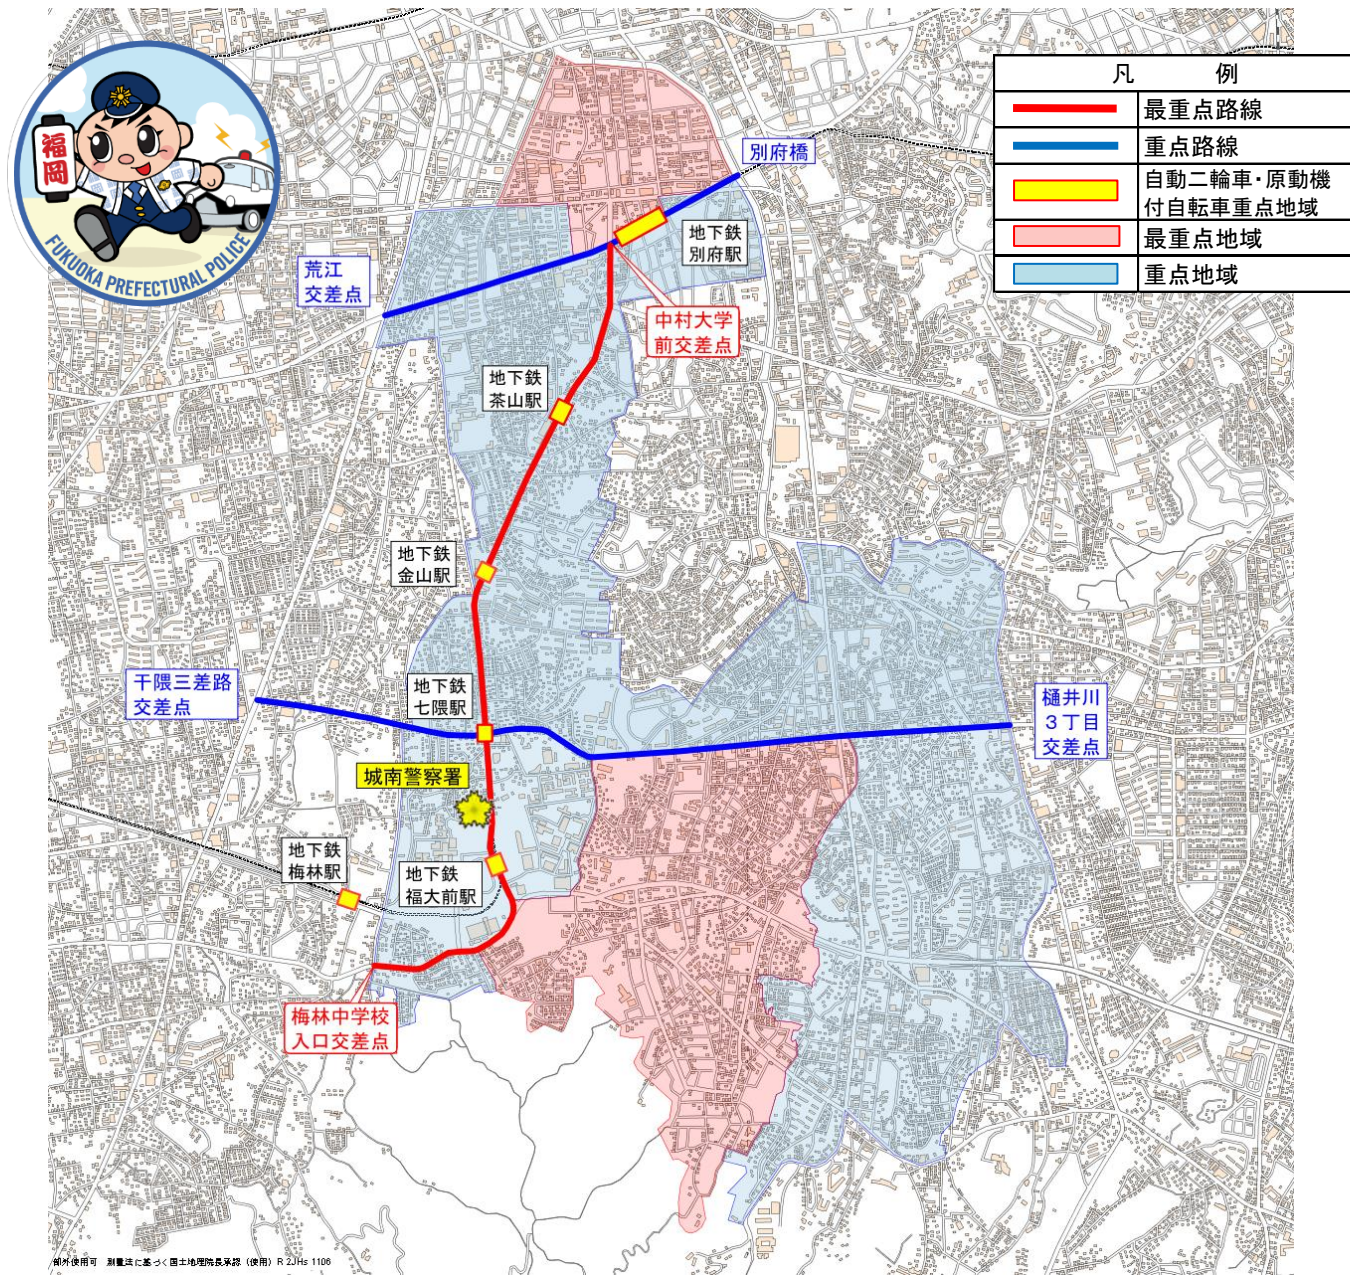 凡 例
最重点路線
重点路線
自動二輪車・原動機
付自転車重点地域
最重点地域
重点地域
福岡
FUKUOKA PREFECTURAL POLICE
別府橋
地下鉄
別府駅
荒江
交差点
中村大学
前交差点
地下鉄
茶山駅
地下鉄
金山駅
干隈三差路
交差点
地下鉄
七隈駅
樋井川
3丁目
交差点
城南警察署
地下鉄
梅林駅
地下鉄
福大前駅
梅林中学校
入口交差点
部外使用可 測量法に基づく国土地理院長承認（使用）R 2JHs 1106